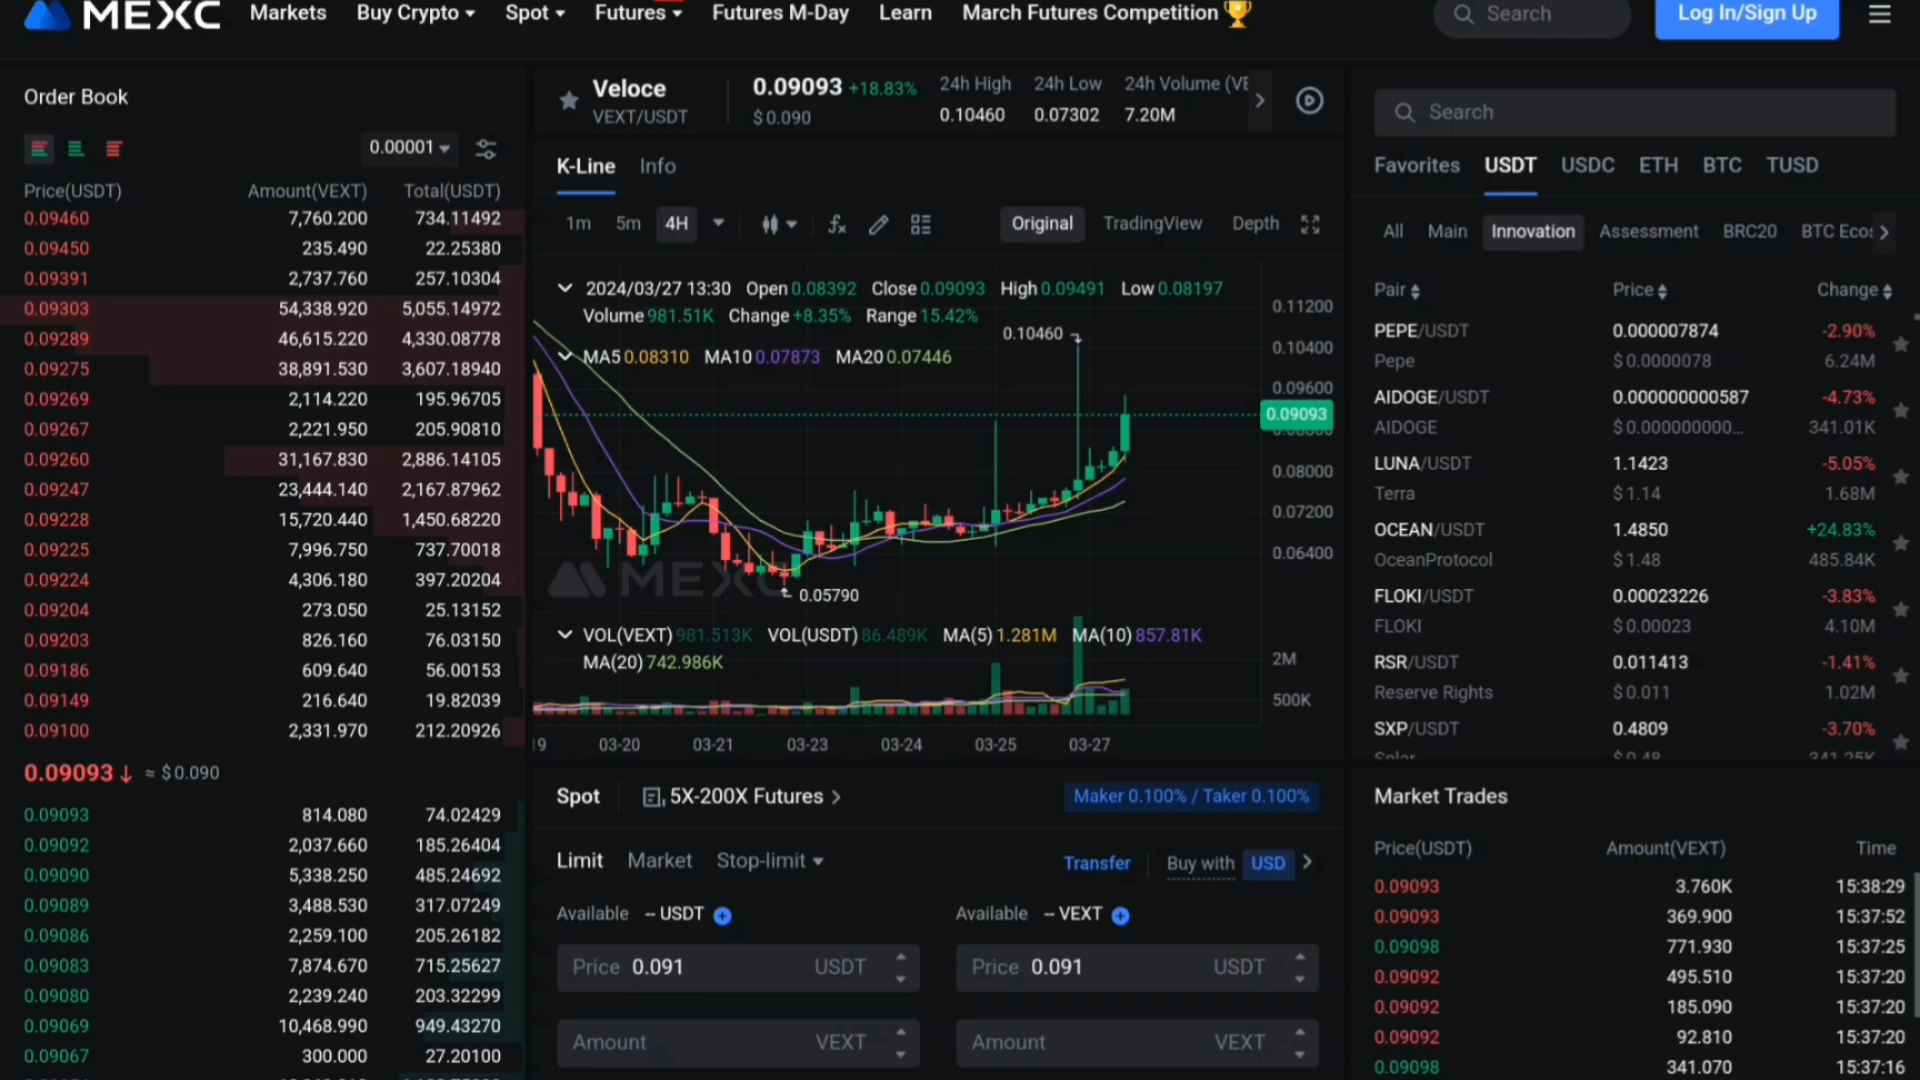 MEXC Markets Buy Crypto Spot Futures Futures M-Day Learn March Futures Competition Search Log In/Sign Up
Order Book
0.00001
Price(USDT) Amount(VEXT) Total(USDT)
0.09460 7,760.200 734.11492
0.09450 235.490 22.25380
0.09391 2,737.760 257.10304
0.09303 54,338.920 5,055.14972
0.09289 46,615.220 4,330.08778
0.09275 38,891.530 3,607.18940
0.09269 2,114.220 195.96705
0.09267 2,221.950 205.90810
0.09260 31,167.830 2,886.14105
0.09247 23,444.140 2,167.87962
0.09228 15,720.440 1,450.68220
0.09225 7,996.750 737.70018
0.09224 4,306.180 397.20204
0.09204 273.050 25.13152
0.09203 826.160 76.03150
0.09186 609.640 56.00153
0.09149 216.640 19.82039
0.09100 2,331.970 212.20926
0.09093↓ ≈ $0.090
0.09093 814.080 74.02429
0.09092 2,037.660 185.26404
0.09090 5,338.250 485.24692
0.09089 3,488.530 317.07249
0.09086 2,259.100 205.26182
0.09083 7,874.670 715.25627
0.09080 2,239.240 203.32299
0.09069 10,468.990 949.43270
0.09067 300.000 27.20100
Veloce 0.09093 +18.83% 24h High 24h Low 24h Volume (VE
VEXT/USDT $0.090 0.10460 0.07302 7.20M
K-Line Info
1m 5m 4H Original TradingView Depth
2024/03/27 13:30 Open 0.08392 Close 0.09093 High 0.09491 Low 0.08197
Volume 981.51K Change +8.35% Range 15.42%
MA5 0.08310 MA10 0.07873 MA20 0.07446
0.10460
0.11200
0.10400
0.09600
0.09093
0.08000
0.07200
0.06400
MEXC
0.05790
VOL(VEXT) 981.513K VOL(USDT) 86.489K MA(5) 1.281M MA(10) 857.81K
MA(20) 742.986K
2M
500K
19 03-20 03-21 03-23 03-24 03-25 03-27
Spot 5X-200X Futures Maker 0.100% / Taker 0.100%
Limit Market Stop-limit Transfer Buy with USD
Available -- USDT Available -- VEXT
Price 0.091 USDT Price 0.091 USDT
Amount VEXT Amount VEXT
Search
Favorites USDT USDC ETH BTC TUSD
All Main Innovation Assessment BRC20 BTC Ecos
Pair Price Change
PEPE/USDT 0.000007874 -2.90%
Pepe $0.0000078 6.24M
AIDOGE/USDT 0.000000000587 -4.73%
AIDOGE $0.000000000... 341.01K
LUNA/USDT 1.1423 -5.05%
Terra $1.14 1.68M
OCEAN/USDT 1.4850 +24.83%
OceanProtocol $1.48 485.84K
FLOKI/USDT 0.00023226 -3.83%
FLOKI $0.00023 4.10M
RSR/USDT 0.011413 -1.41%
Reserve Rights $0.011 1.02M
SXP/USDT 0.4809 -3.70%
Solar $0.48 341.25K
Market Trades
Price(USDT) Amount(VEXT) Time
0.09093 3.760K 15:38:29
0.09093 369.900 15:37:52
0.09098 771.930 15:37:25
0.09092 495.510 15:37:20
0.09092 185.090 15:37:20
0.09092 92.810 15:37:20
0.09098 341.070 15:37:16